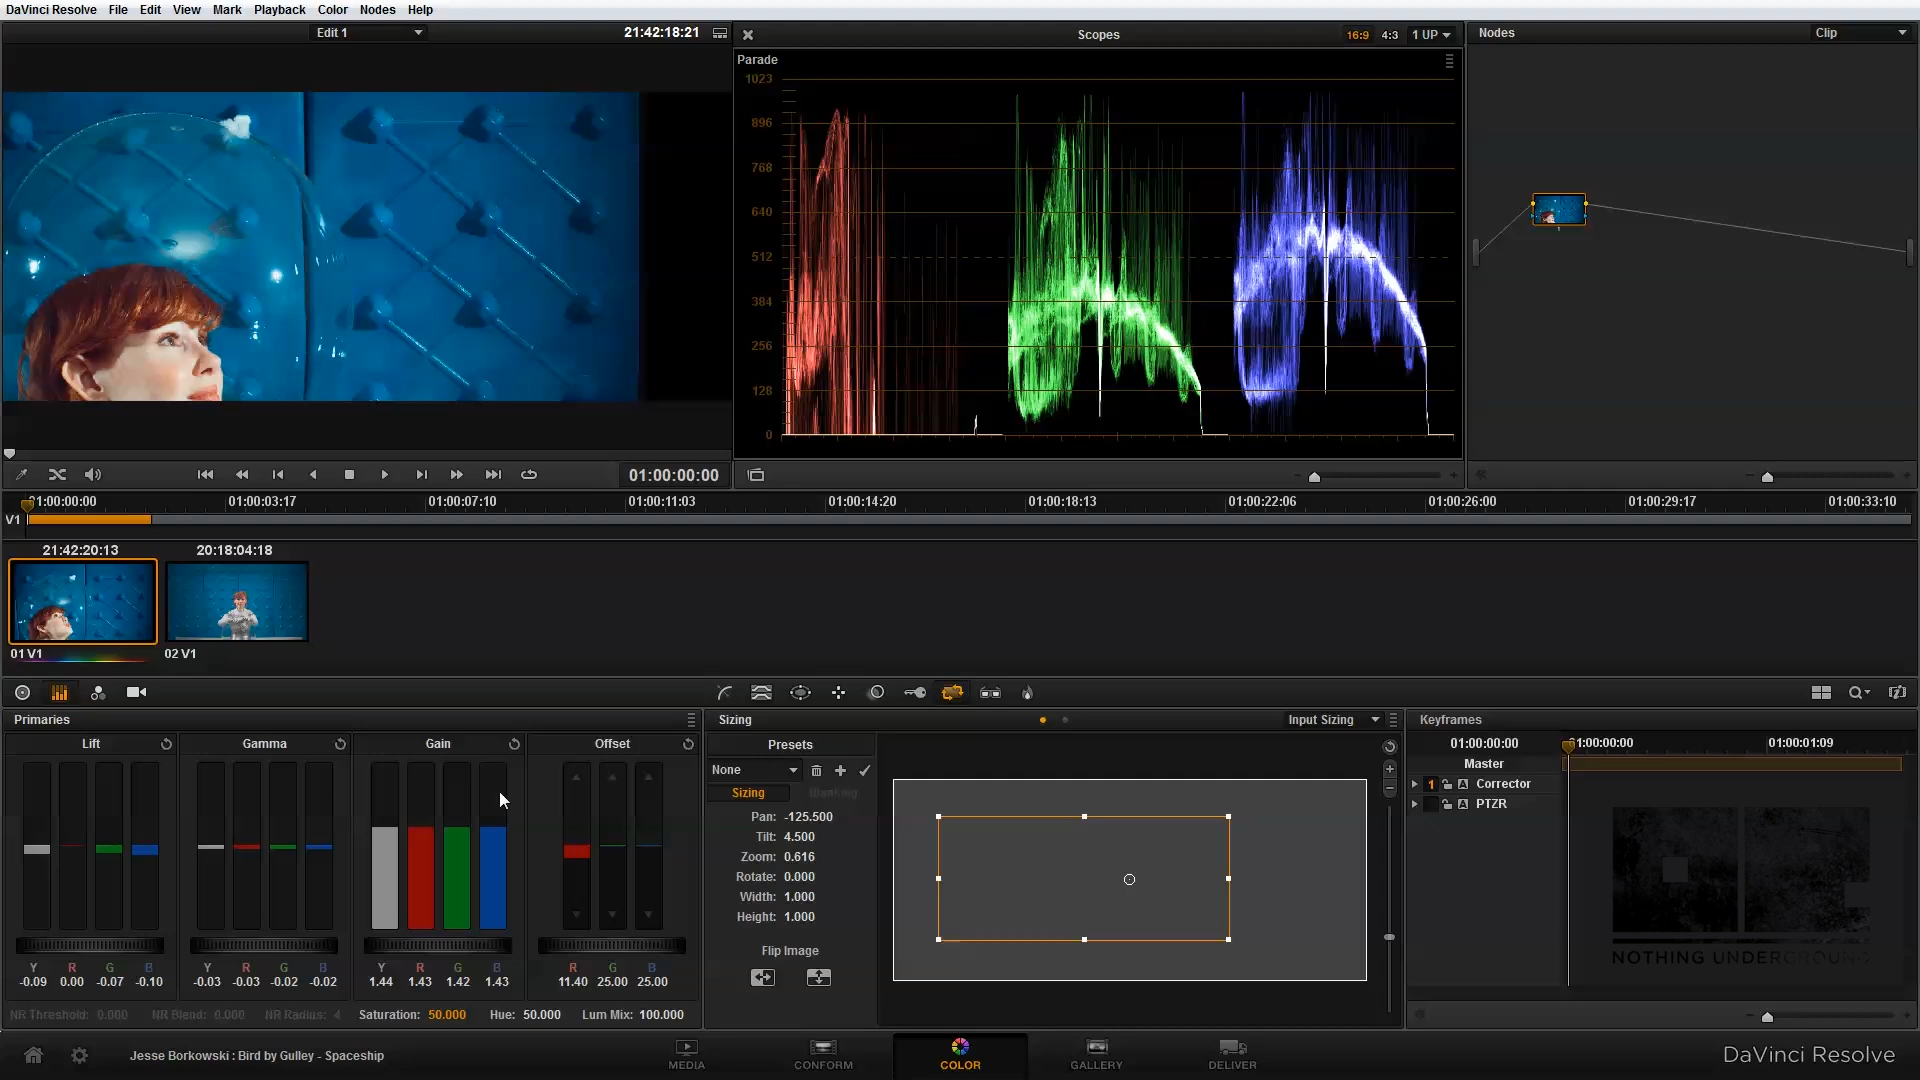 DaVinci Resolve File Edit View Mark Playback Color Nodes Help
Edit 1 21:42:18:21
Scopes 16:9 4:3 1 UP
Nodes Clip
Parade
1023
896
768
640
512
384
256
128
0
1
01:00:00:00
01:00:00:00 01:00:03:17 01:00:07:10 01:00:11:03 01:00:14:20 01:00:18:13 01:00:22:06 01:00:26:00 01:00:29:17 01:00:33:10
V1
21:42:20:13 20:18:04:18
01 V1 02 V1
Primaries
Lift Gamma Gain Offset
Y R G B Y R G B Y R G B R G B
-0.09 0.00 -0.07 -0.10 -0.03 -0.03 -0.02 -0.02 1.44 1.43 1.42 1.43 11.40 25.00 25.00
NR Threshold: 0.000 NR Blend: 0.000 NR Radius: 4 Saturation: 50.000 Hue: 50.000 Lum Mix: 100.000
Sizing Input Sizing
Presets
None
Sizing Blanking
Pan: -125.500
Tilt: 4.500
Zoom: 0.616
Rotate: 0.000
Width: 1.000
Height: 1.000
Flip Image
Keyframes
01:00:00:00 01:00:00:00 01:00:01:09
Master
1 A Corrector
A PTZR
NOTHING UNDERGROUND
Jesse Borkowski : Bird by Gulley - Spaceship
MEDIA CONFORM COLOR GALLERY DELIVER
DaVinci Resolve